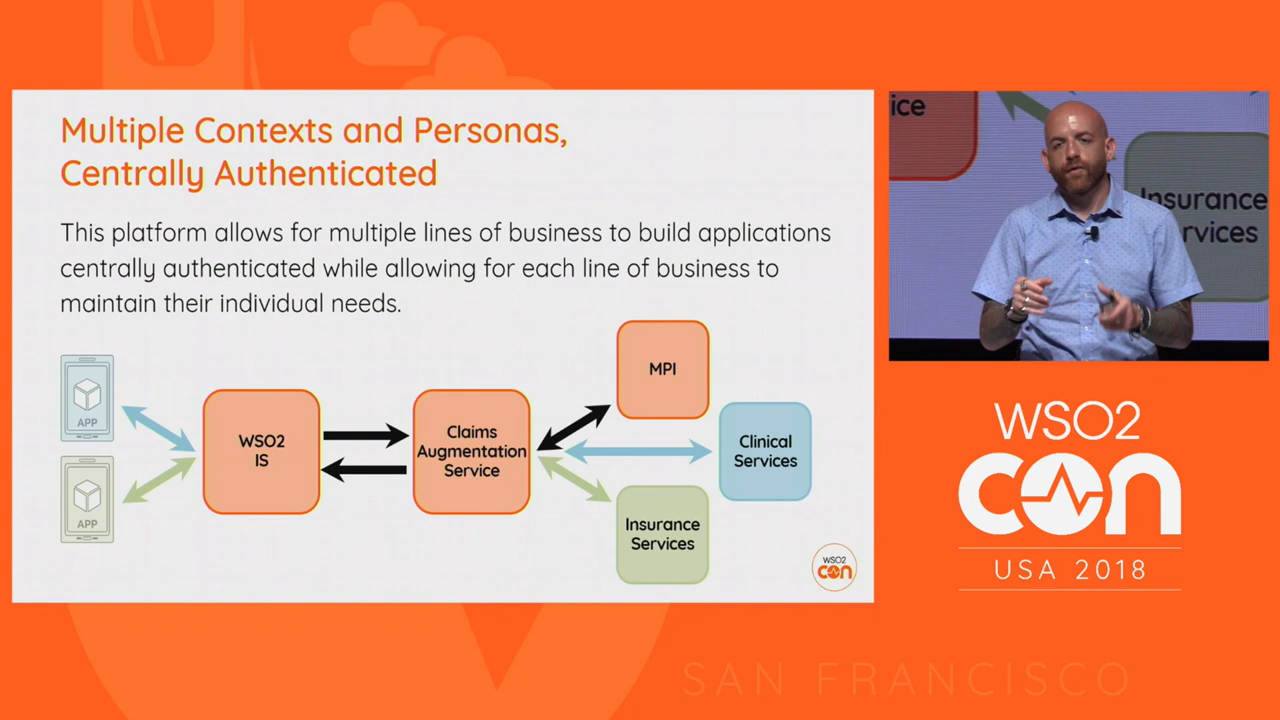 Multiple Contexts and Personas,
Centrally Authenticated
This platform allows for multiple lines of business to build applications
centrally authenticated while allowing for each line of business to
maintain their individual needs.
APP
APP
WSO2
IS
Claims
Augmentation
Service
MPI
Clinical
Services
Insurance
Services
WSO2
con
ice
Insurance
rvices
WSO2
con
USA 2018
SAN FRANCISCO